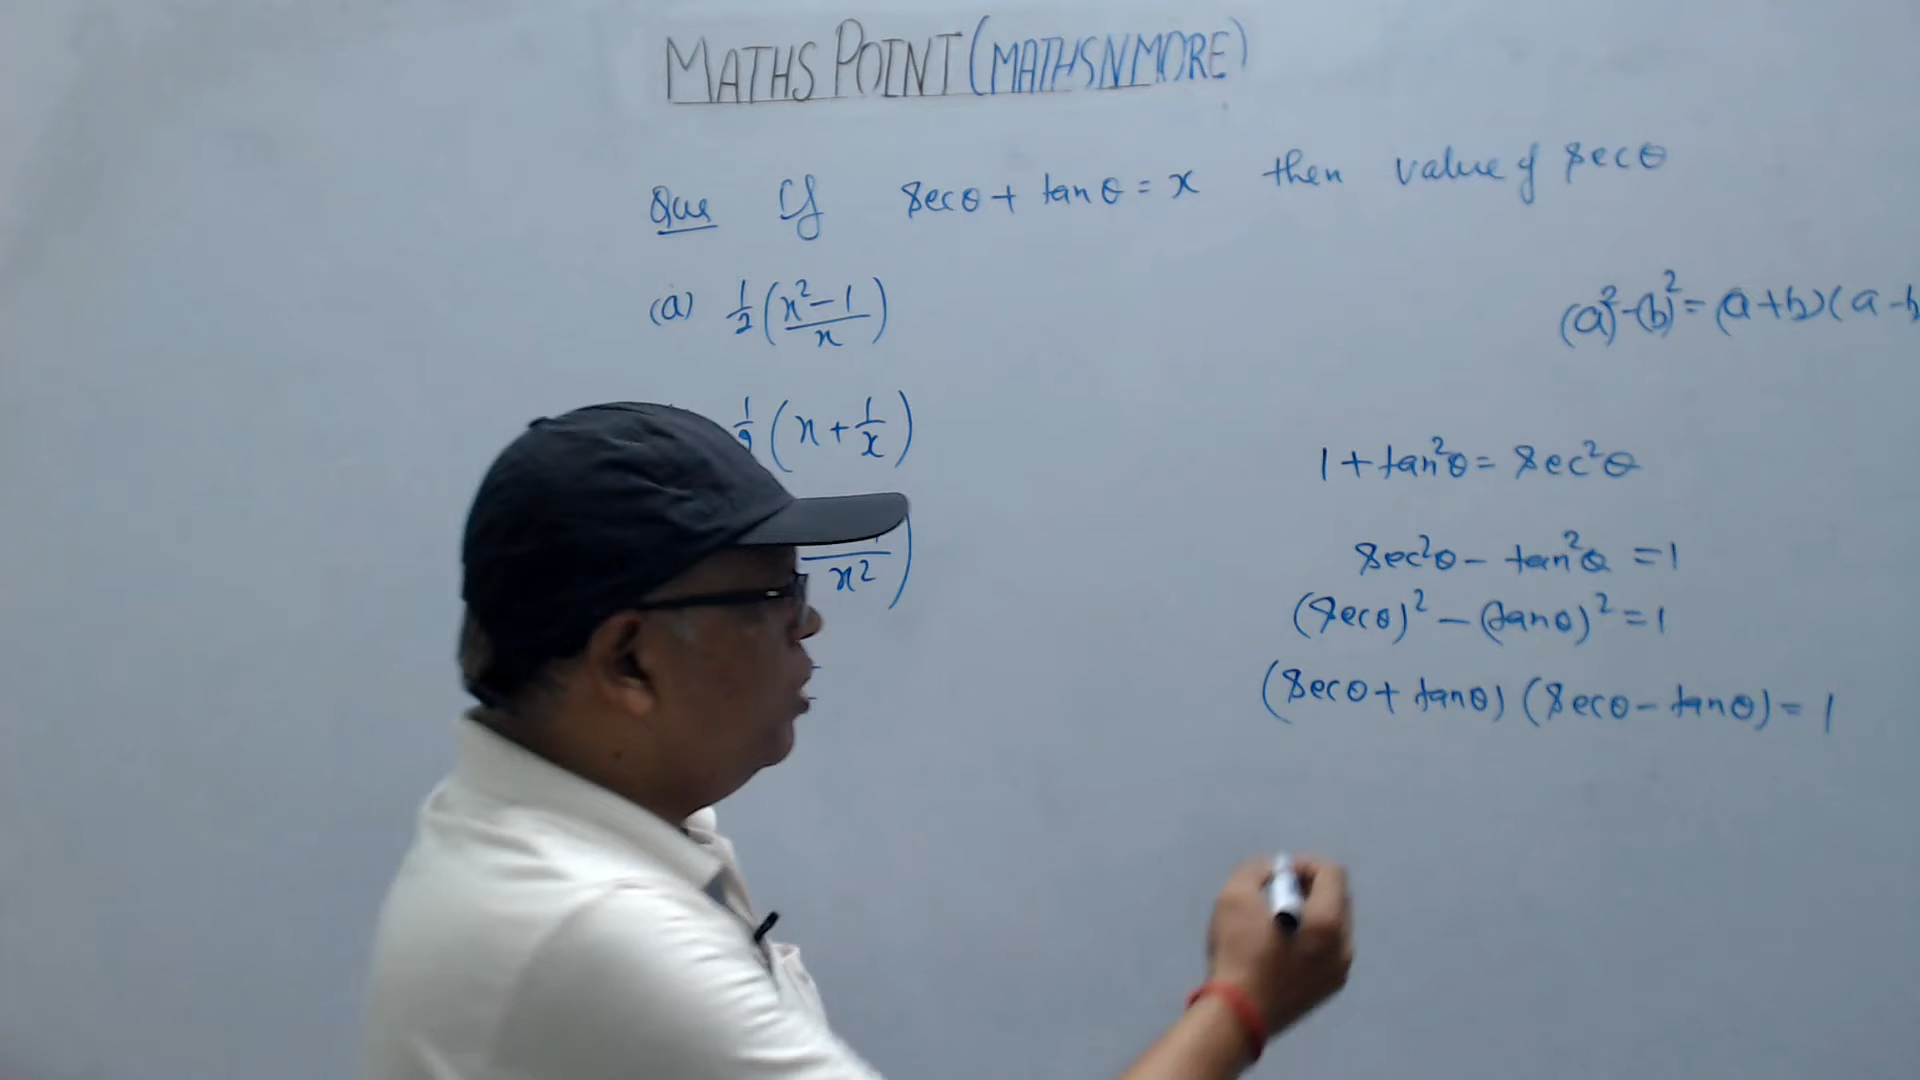 MATHS POINT (MATHSNMORE)
Que If secθ + tanθ = x then value of secθ
(a) 1/2 (x² - 1 / x)
(a)² - (b)² = (a + b)(a - b
(x + 1/x)
1 + tan²θ = sec²θ
x²)
sec²θ - tan²θ = 1
(secθ)² - (tanθ)² = 1
(secθ + tanθ) (secθ - tanθ) = 1